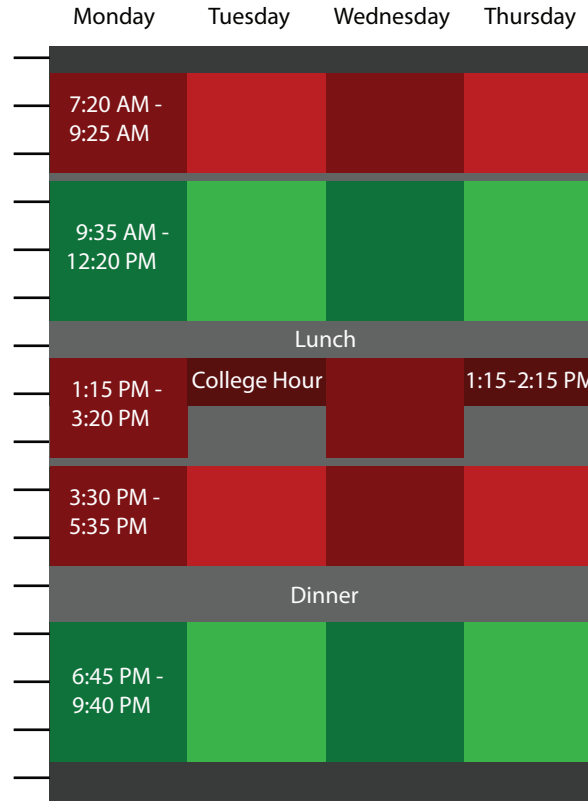 Monday Tuesday Wednesday Thursday
7:20 AM -
9:25 AM
9:35 AM -
12:20 PM
Lunch
1:15 PM -
3:20 PM
College Hour
1:15-2:15 PM
3:30 PM -
5:35 PM
Dinner
6:45 PM -
9:40 PM